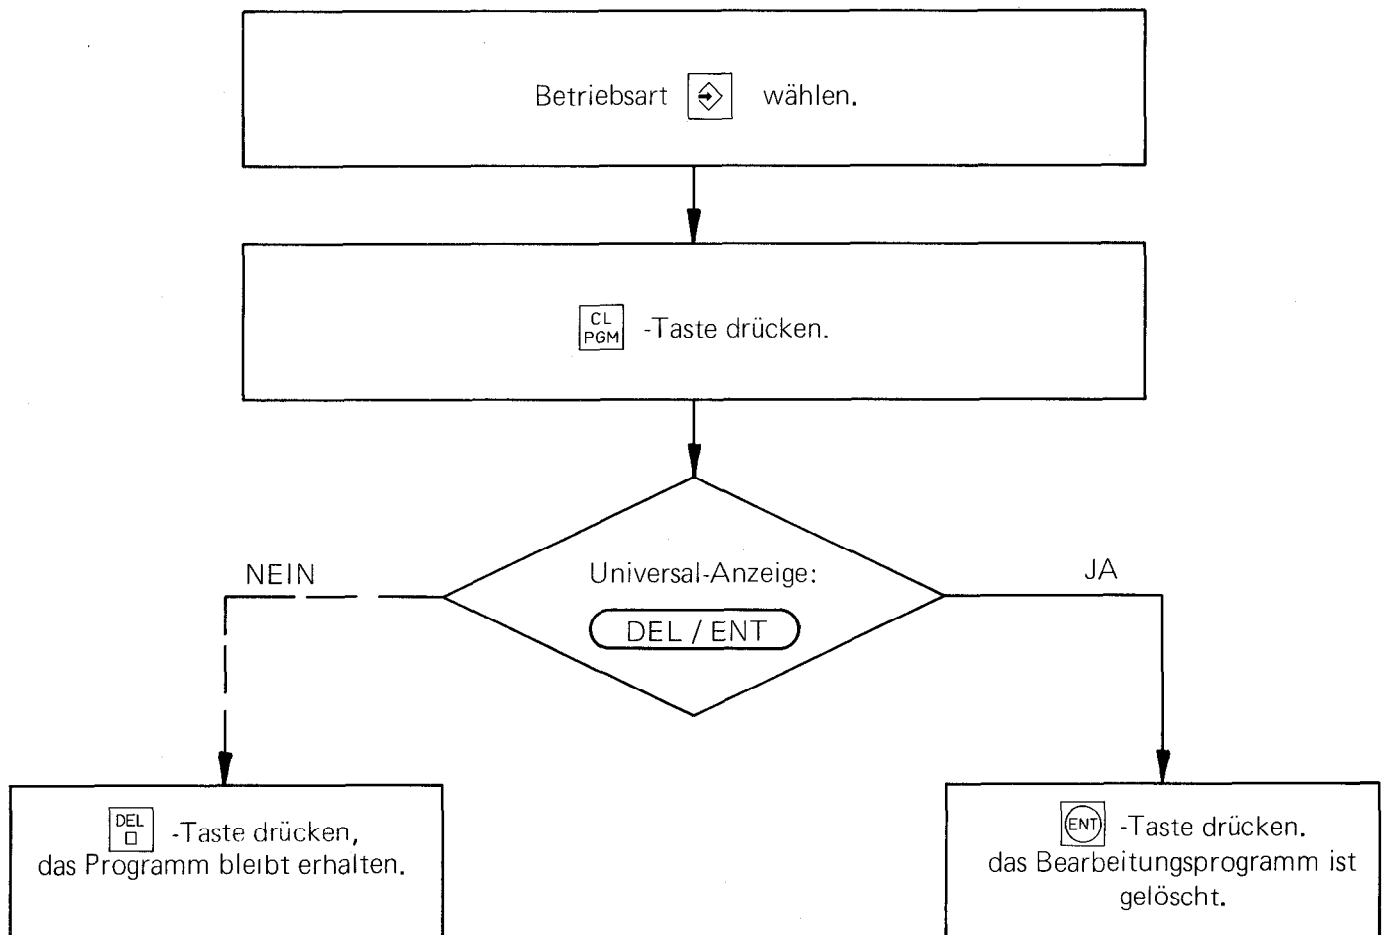 Betriebsart wählen.
CL
PGM -Taste drücken.
NEIN
Universal-Anzeige:
JA
DEL / ENT
DEL
-Taste drücken,
das Programm bleibt erhalten.
ENT -Taste drücken.
das Bearbeitungsprogramm ist
gelöscht.